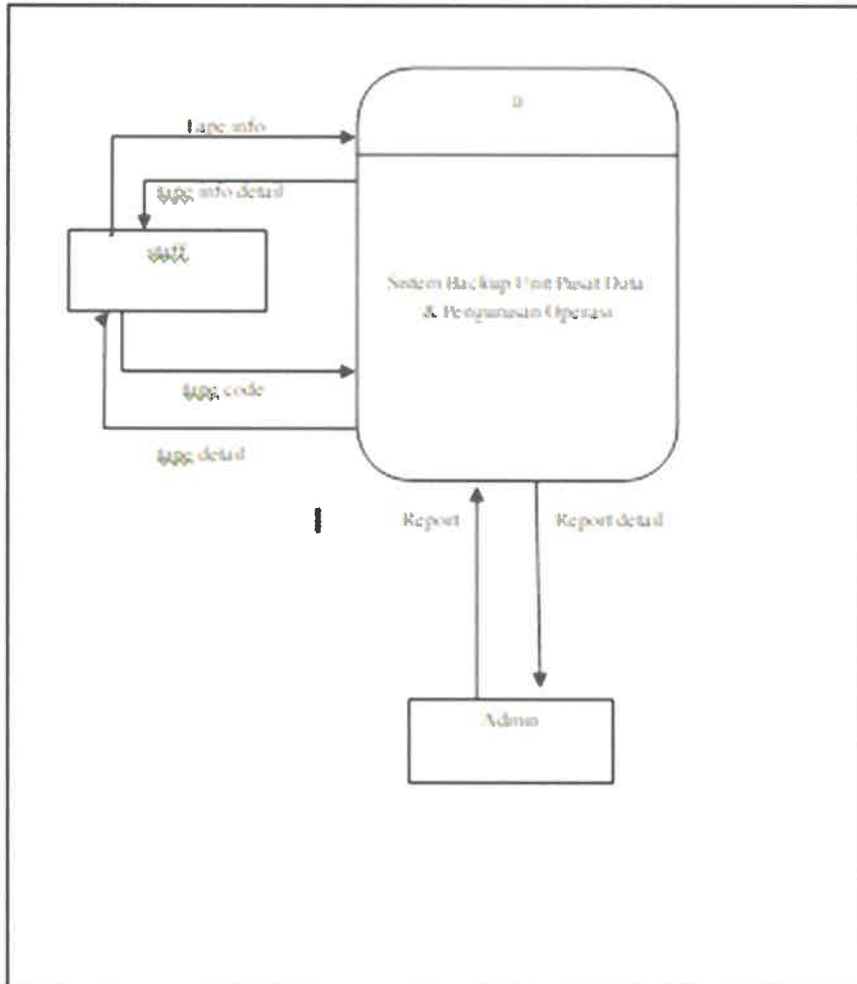 0
Tape info
tape info detail
staff
Sistem Backup Unit Pusat Data
& Pengurusan Operasi
tape code
tape detail
Report
Report detail
Admin